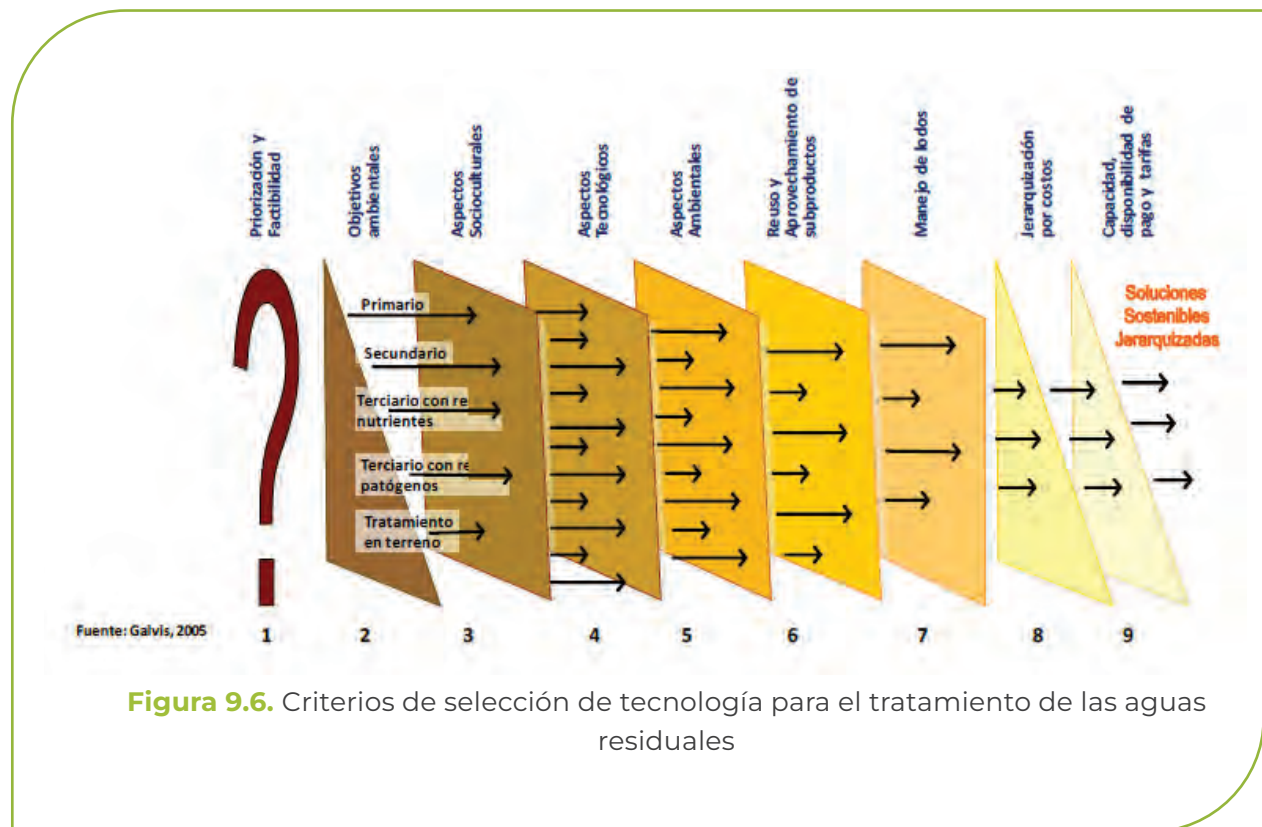 Priorización y
Factibilidad
Objetivos
ambientales
Aspectos
Socioculturales
Aspectos
Tecnológicos
Aspectos
Ambientales
Reuso y
Aprovechamiento de
subproductos
Manejo de lodos
Jerarquización
por costos
Capacidad,
disponibilidad de
pago y tarifas
Primario
Secundario
Terciario con re
nutrientes
Terciario con re
patógenos
Tratamiento
en terreno
Soluciones
Sostenibles
Jerarquizadas
?
Fuente: Galvis, 2005
1
2
3
4
5
6
7
8
9
Figura 9.6. Criterios de selección de tecnología para el tratamiento de las aguas
residuales